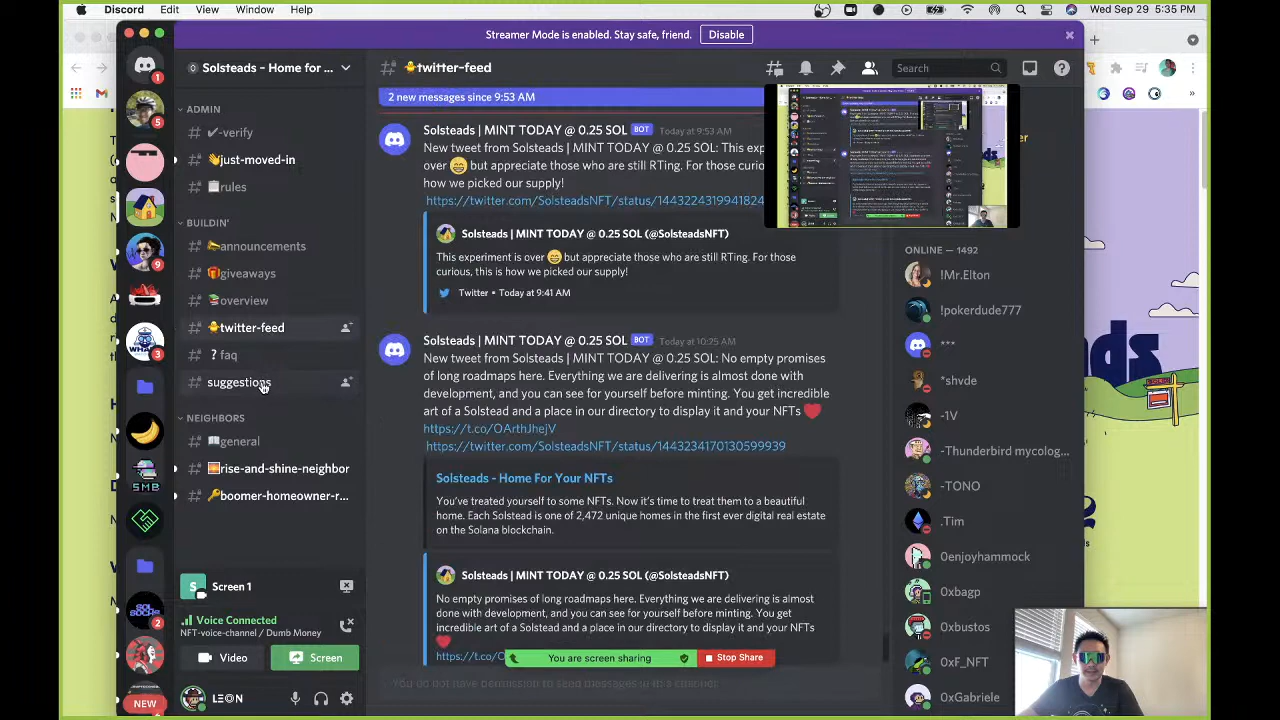 Discord Edit View Window Help
Wed Sep 29 5:35 PM
Streamer Mode is enabled. Stay safe, friend. Disable
Solsteads - Home for ...
# twitter-feed
Search
2 new messages since 9:53 AM
ADMIN
# verify
# just-moved-in
# rules
BUILDIN'
# announcements
# giveaways
# overview
# twitter-feed
# ? faq
# suggestions
NEIGHBORS
# general
# rise-and-shine-neighbor
# boomer-homeowner-r...
Screen 1
Voice Connected
NFT-voice-channel / Dumb Money
Video
Screen
LE@N
1
5
9
3
SMB
2
NEW
Solsteads | MINT TODAY @ 0.25 SOL BOT Today at 9:53 AM
New tweet from Solsteads | MINT TODAY @ 0.25 SOL: This exp
over 😄 but appreciate those who are still RTing. For those curio
how we picked our supply!
https://twitter.com/SolsteadsNFT/status/1443224319941824
Solsteads | MINT TODAY @ 0.25 SOL (@SolsteadsNFT)
This experiment is over 😄 but appreciate those who are still RTing. For those
curious, this is how we picked our supply!
Twitter • Today at 9:41 AM
Solsteads | MINT TODAY @ 0.25 SOL BOT Today at 10:25 AM
New tweet from Solsteads | MINT TODAY @ 0.25 SOL: No empty promises
of long roadmaps here. Everything we are delivering is almost done with
development, and you can see for yourself before minting. You get incredible
art of a Solstead and a place in our directory to display it and your NFTs ❤️
https://t.co/OArthJhejV
https://twitter.com/SolsteadsNFT/status/1443234170130599939
Solsteads - Home For Your NFTs
You've treated yourself to some NFTs. Now it's time to treat them to a beautiful
home. Each Solstead is one of 2,472 unique homes in the first ever digital real estate
on the Solana blockchain.
Solsteads | MINT TODAY @ 0.25 SOL (@SolsteadsNFT)
No empty promises of long roadmaps here. Everything we are delivering is almost
done with development, and you can see for yourself before minting. You get
incredible art of a Solstead and a place in our directory to display it and your NFTs
❤️
https://t.co/O
You are screen sharing
Stop Share
You do not have permission to send messages in this channel.
ONLINE — 1492
!Mr.Elton
!pokerdude777
***
*shvde
-1V
-Thunderbird mycolog...
-TONO
.Tim
0enjoyhammock
0xbagp
0xbustos
0xF_NFT
0xGabriele